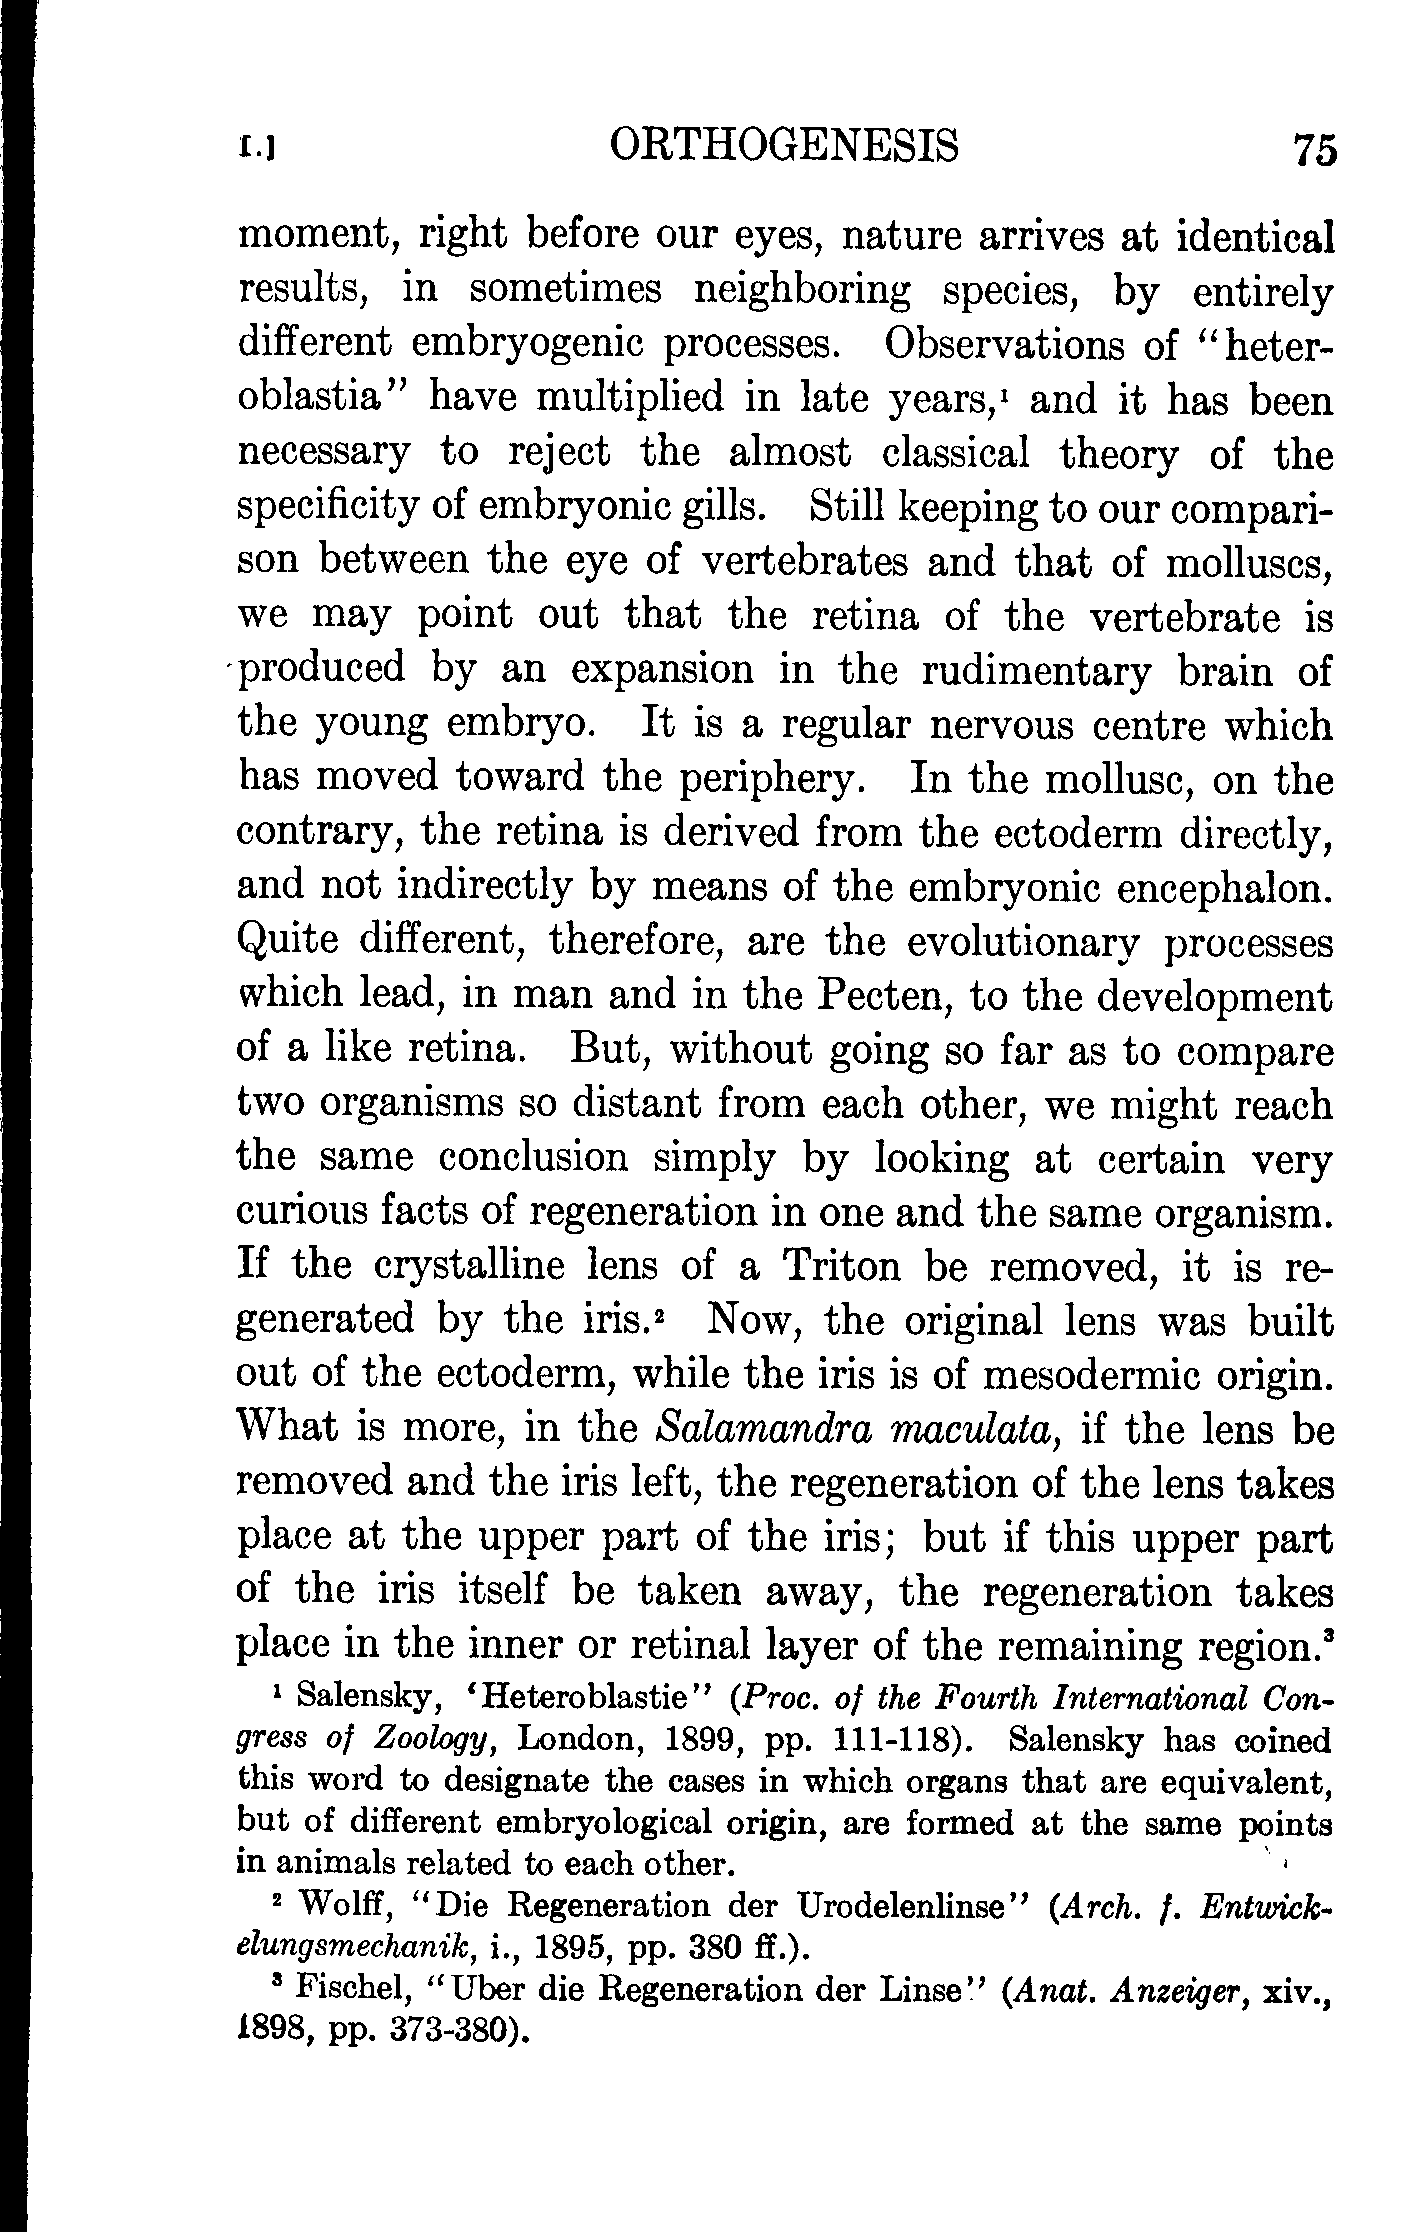 I.] ORTHOGENESIS 75
moment, right before our eyes, nature arrives at identical
results, in sometimes neighboring species, by entirely
different embryogenic processes. Observations of "heter-
oblastia" have multiplied in late years,¹ and it has been
necessary to reject the almost classical theory of the
specificity of embryonic gills. Still keeping to our compari-
son between the eye of vertebrates and that of molluscs,
we may point out that the retina of the vertebrate is
produced by an expansion in the rudimentary brain of
the young embryo. It is a regular nervous centre which
has moved toward the periphery. In the mollusc, on the
contrary, the retina is derived from the ectoderm directly,
and not indirectly by means of the embryonic encephalon.
Quite different, therefore, are the evolutionary processes
which lead, in man and in the Pecten, to the development
of a like retina. But, without going so far as to compare
two organisms so distant from each other, we might reach
the same conclusion simply by looking at certain very
curious facts of regeneration in one and the same organism.
If the crystalline lens of a Triton be removed, it is re-
generated by the iris.² Now, the original lens was built
out of the ectoderm, while the iris is of mesodermic origin.
What is more, in the Salamandra maculata, if the lens be
removed and the iris left, the regeneration of the lens takes
place at the upper part of the iris; but if this upper part
of the iris itself be taken away, the regeneration takes
place in the inner or retinal layer of the remaining region.³
¹ Salensky, 'Heteroblastie" (Proc. of the Fourth International Con-
gress of Zoology, London, 1899, pp. 111-118). Salensky has coined
this word to designate the cases in which organs that are equivalent,
but of different embryological origin, are formed at the same points
in animals related to each other.
² Wolff, "Die Regeneration der Urodelenlinse" (Arch. f. Entwick-
elungsmechanik, i., 1895, pp. 380 ff.).
³ Fischel, "Uber die Regeneration der Linse" (Anat. Anzeiger, xiv.,
1898, pp. 373-380).